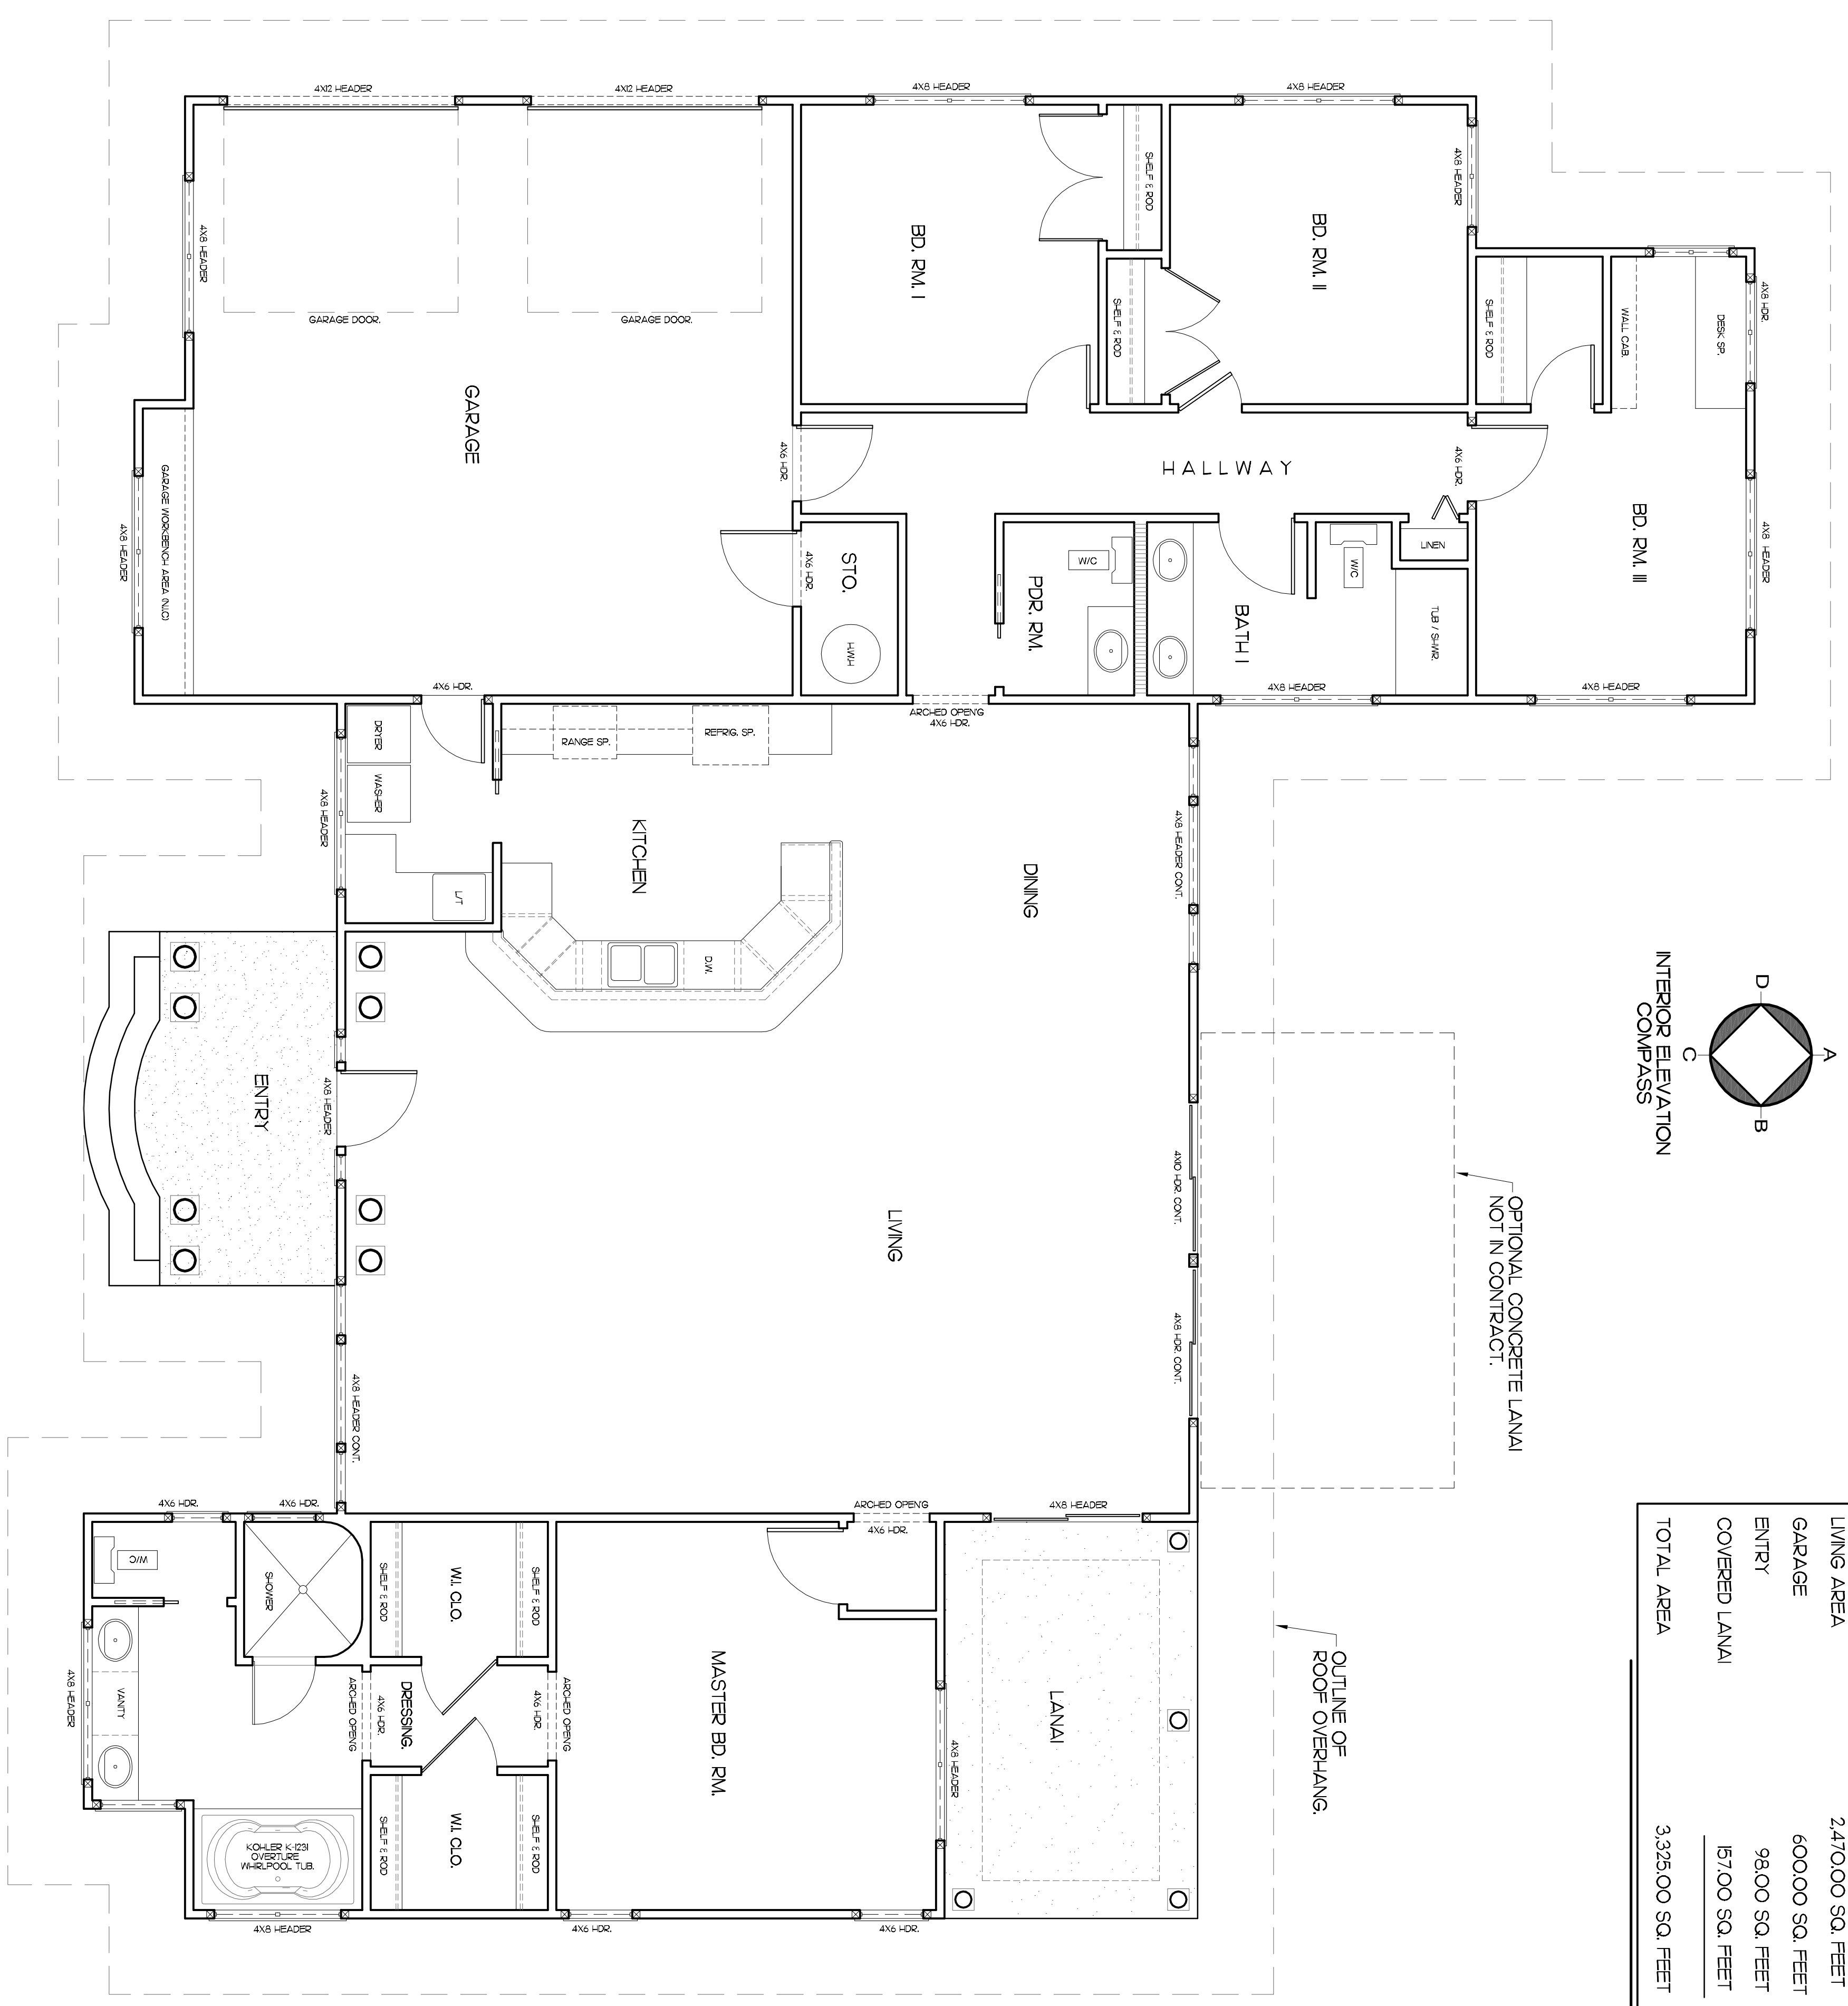 LIVING AREA 2,470.00 SQ. FEET
GARAGE 600.00 SQ. FEET
ENTRY 98.00 SQ. FEET
COVERED LANAI 157.00 SQ. FEET
TOTAL AREA 3,325.00 SQ. FEET
A
B
C
D
INTERIOR ELEVATION
COMPASS
OPTIONAL CONCRETE LANAI
NOT IN CONTRACT.
OUTLINE OF
ROOF OVERHANG.
4X12 HEADER
4X12 HEADER
4X8 HEADER
4X8 HEADER
4X8 HEADER
4X8 HDR.
4X8 HEADER
4X8 HEADER
DESK SP.
WALL CAB.
SHELF & ROD
BD. RM. III
BD. RM. II
SHELF & ROD
SHELF & ROD
BD. RM. I
4X6 HDR.
HALLWAY
LINEN
W/C
TUB / SHWR.
BATH I
4X8 HEADER
W/C
PDR. RM.
4X6 HDR.
STO.
4X6 HDR.
H.W.H
GARAGE DOOR.
GARAGE DOOR.
GARAGE
4X8 HEADER
GARAGE WORKBENCH AREA (N.I.C)
4X8 HEADER
4X6 HDR.
ARCHED OPEN'G
4X6 HDR.
DRYER
WASHER
L/T
4X8 HEADER
RANGE SP.
REFRIG. SP.
KITCHEN
D.W.
DINING
4X8 HEADER CONT.
4X10 HDR. CONT.
4X8 HDR. CONT.
LIVING
ENTRY
4X8 HEADER
4X8 HEADER CONT.
ARCHED OPEN'G
4X6 HDR.
4X8 HEADER
LANAI
4X8 HEADER
MASTER BD. RM.
4X6 HDR.
4X6 HDR.
ARCHED OPEN'G
4X6 HDR.
SHELF & ROD
W.I. CLO.
SHELF & ROD
DRESSING.
4X6 HDR.
ARCHED OPEN'G
SHELF & ROD
W.I. CLO.
SHELF & ROD
4X6 HDR.
4X6 HDR.
SHOWER
W/C
VANITY
4X8 HEADER
KOHLER K-1231
OVERTURE
WHIRLPOOL TUB.
4X8 HEADER